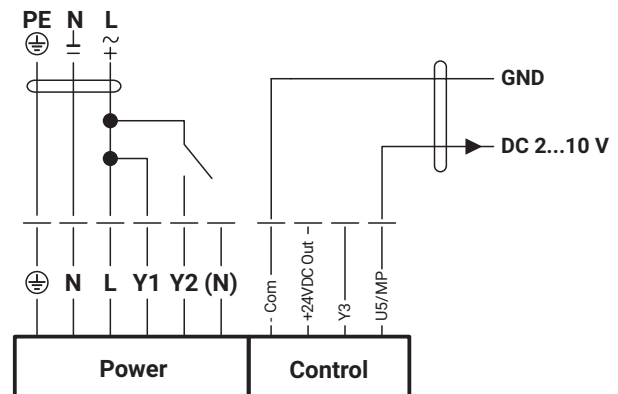 PE N L
GND
DC 2...10 V
N L Y1 Y2 (N)
- Com
+24VDC Out
Y3
U5/MP
Power
Control